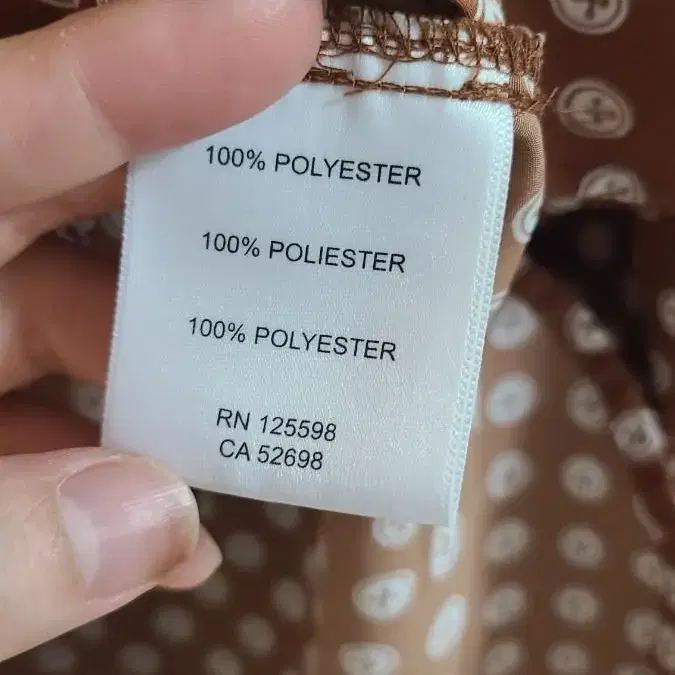 100% POLYESTER
100% POLIESTER
100% POLYESTER
RN 125598
CA 52698